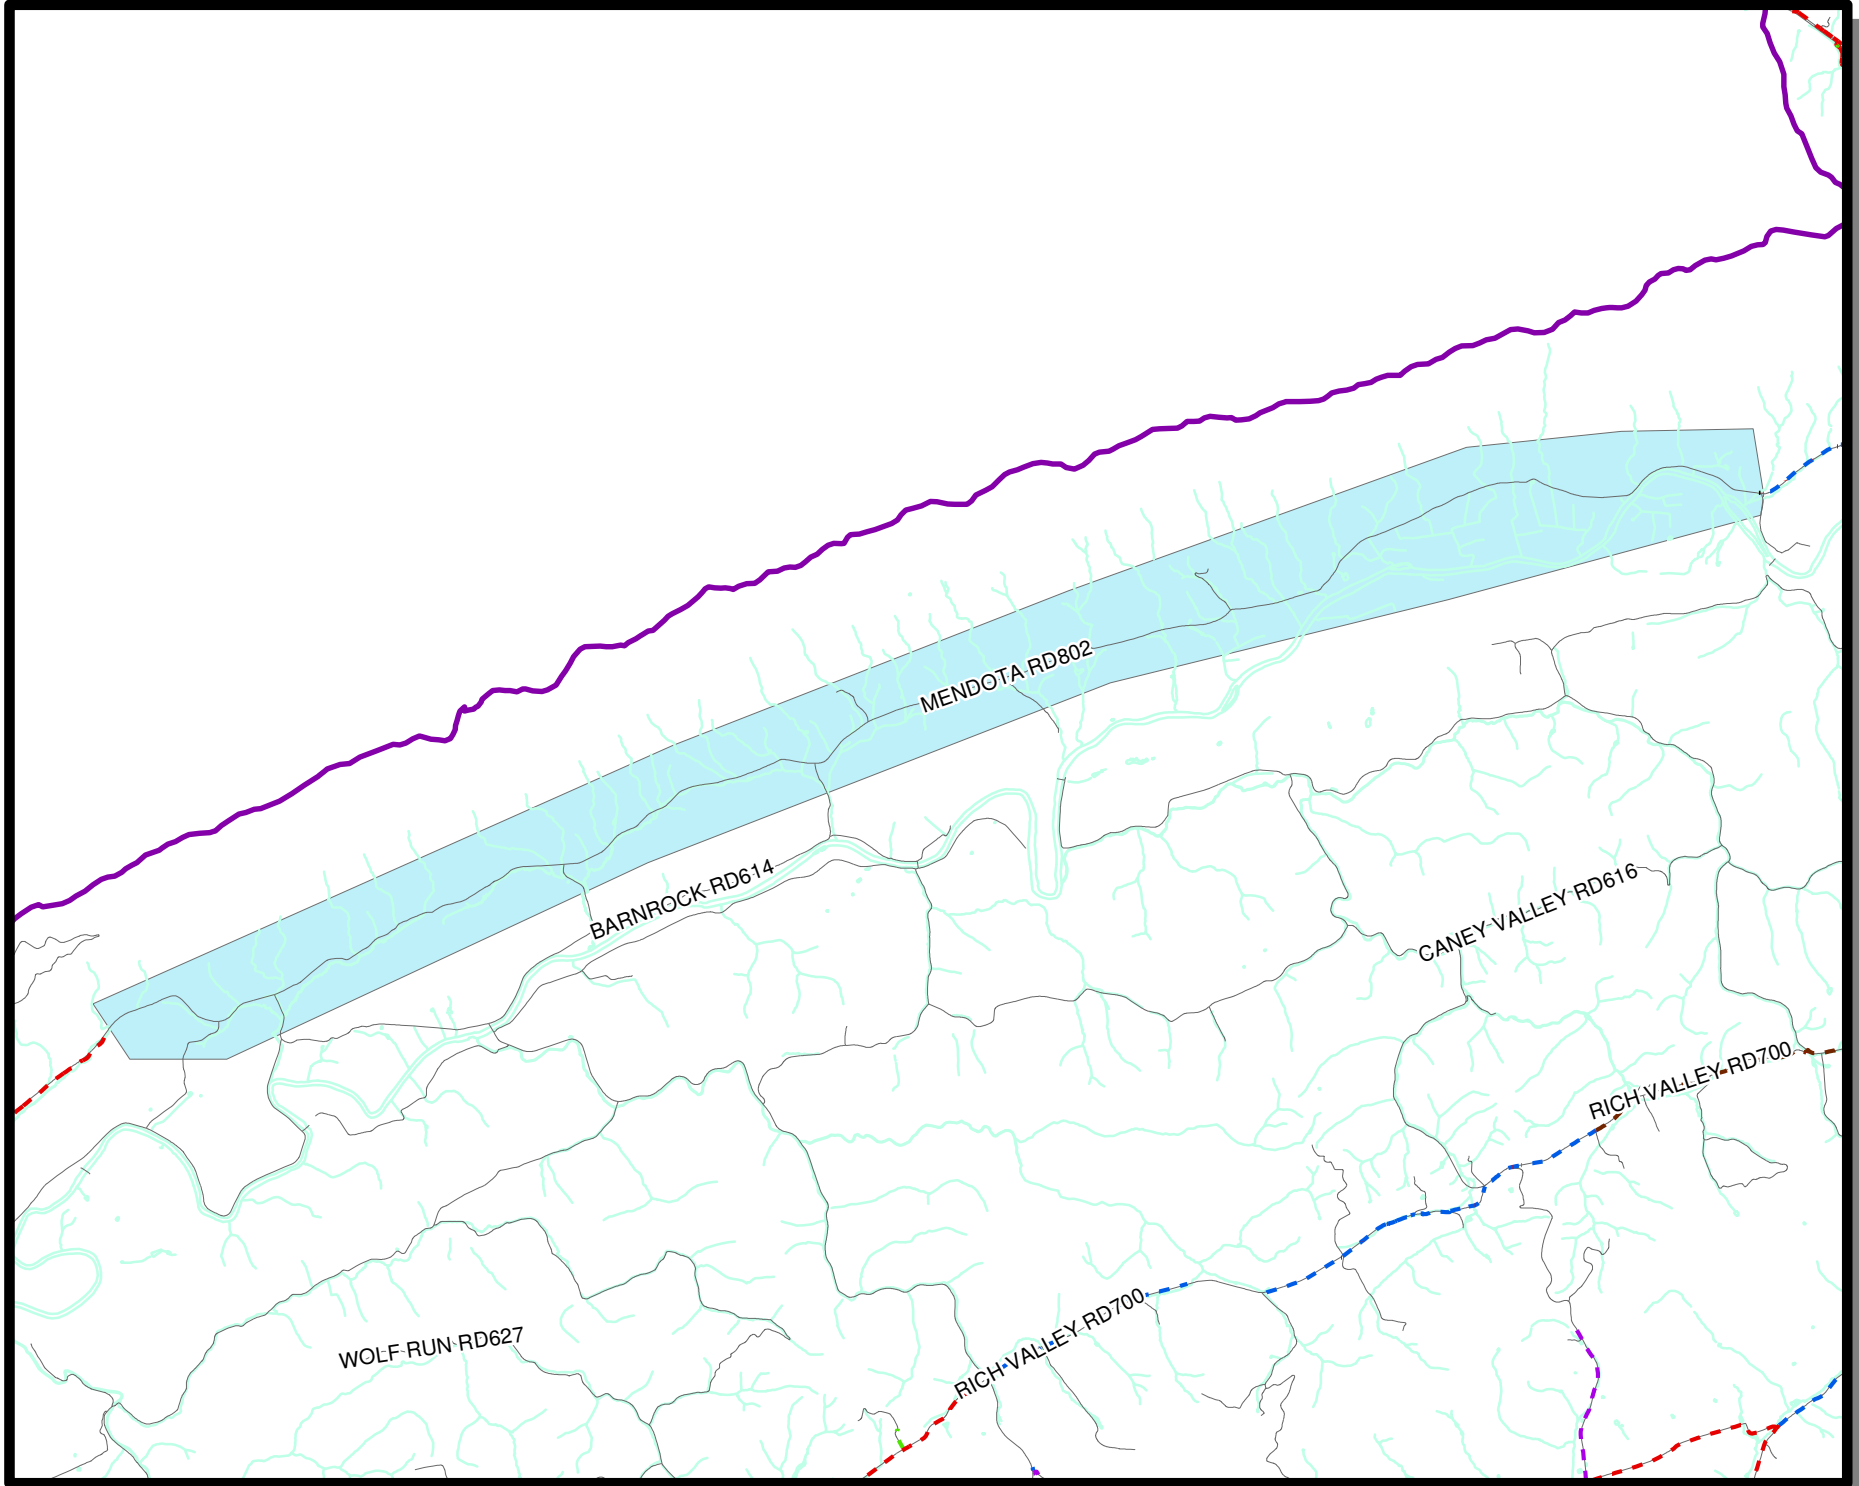 MENDOTA RD802
BARNROCK RD614
CANEY VALLEY RD616
RICH VALLEY RD700
RICH VALLEY RD700
WOLF RUN RD627